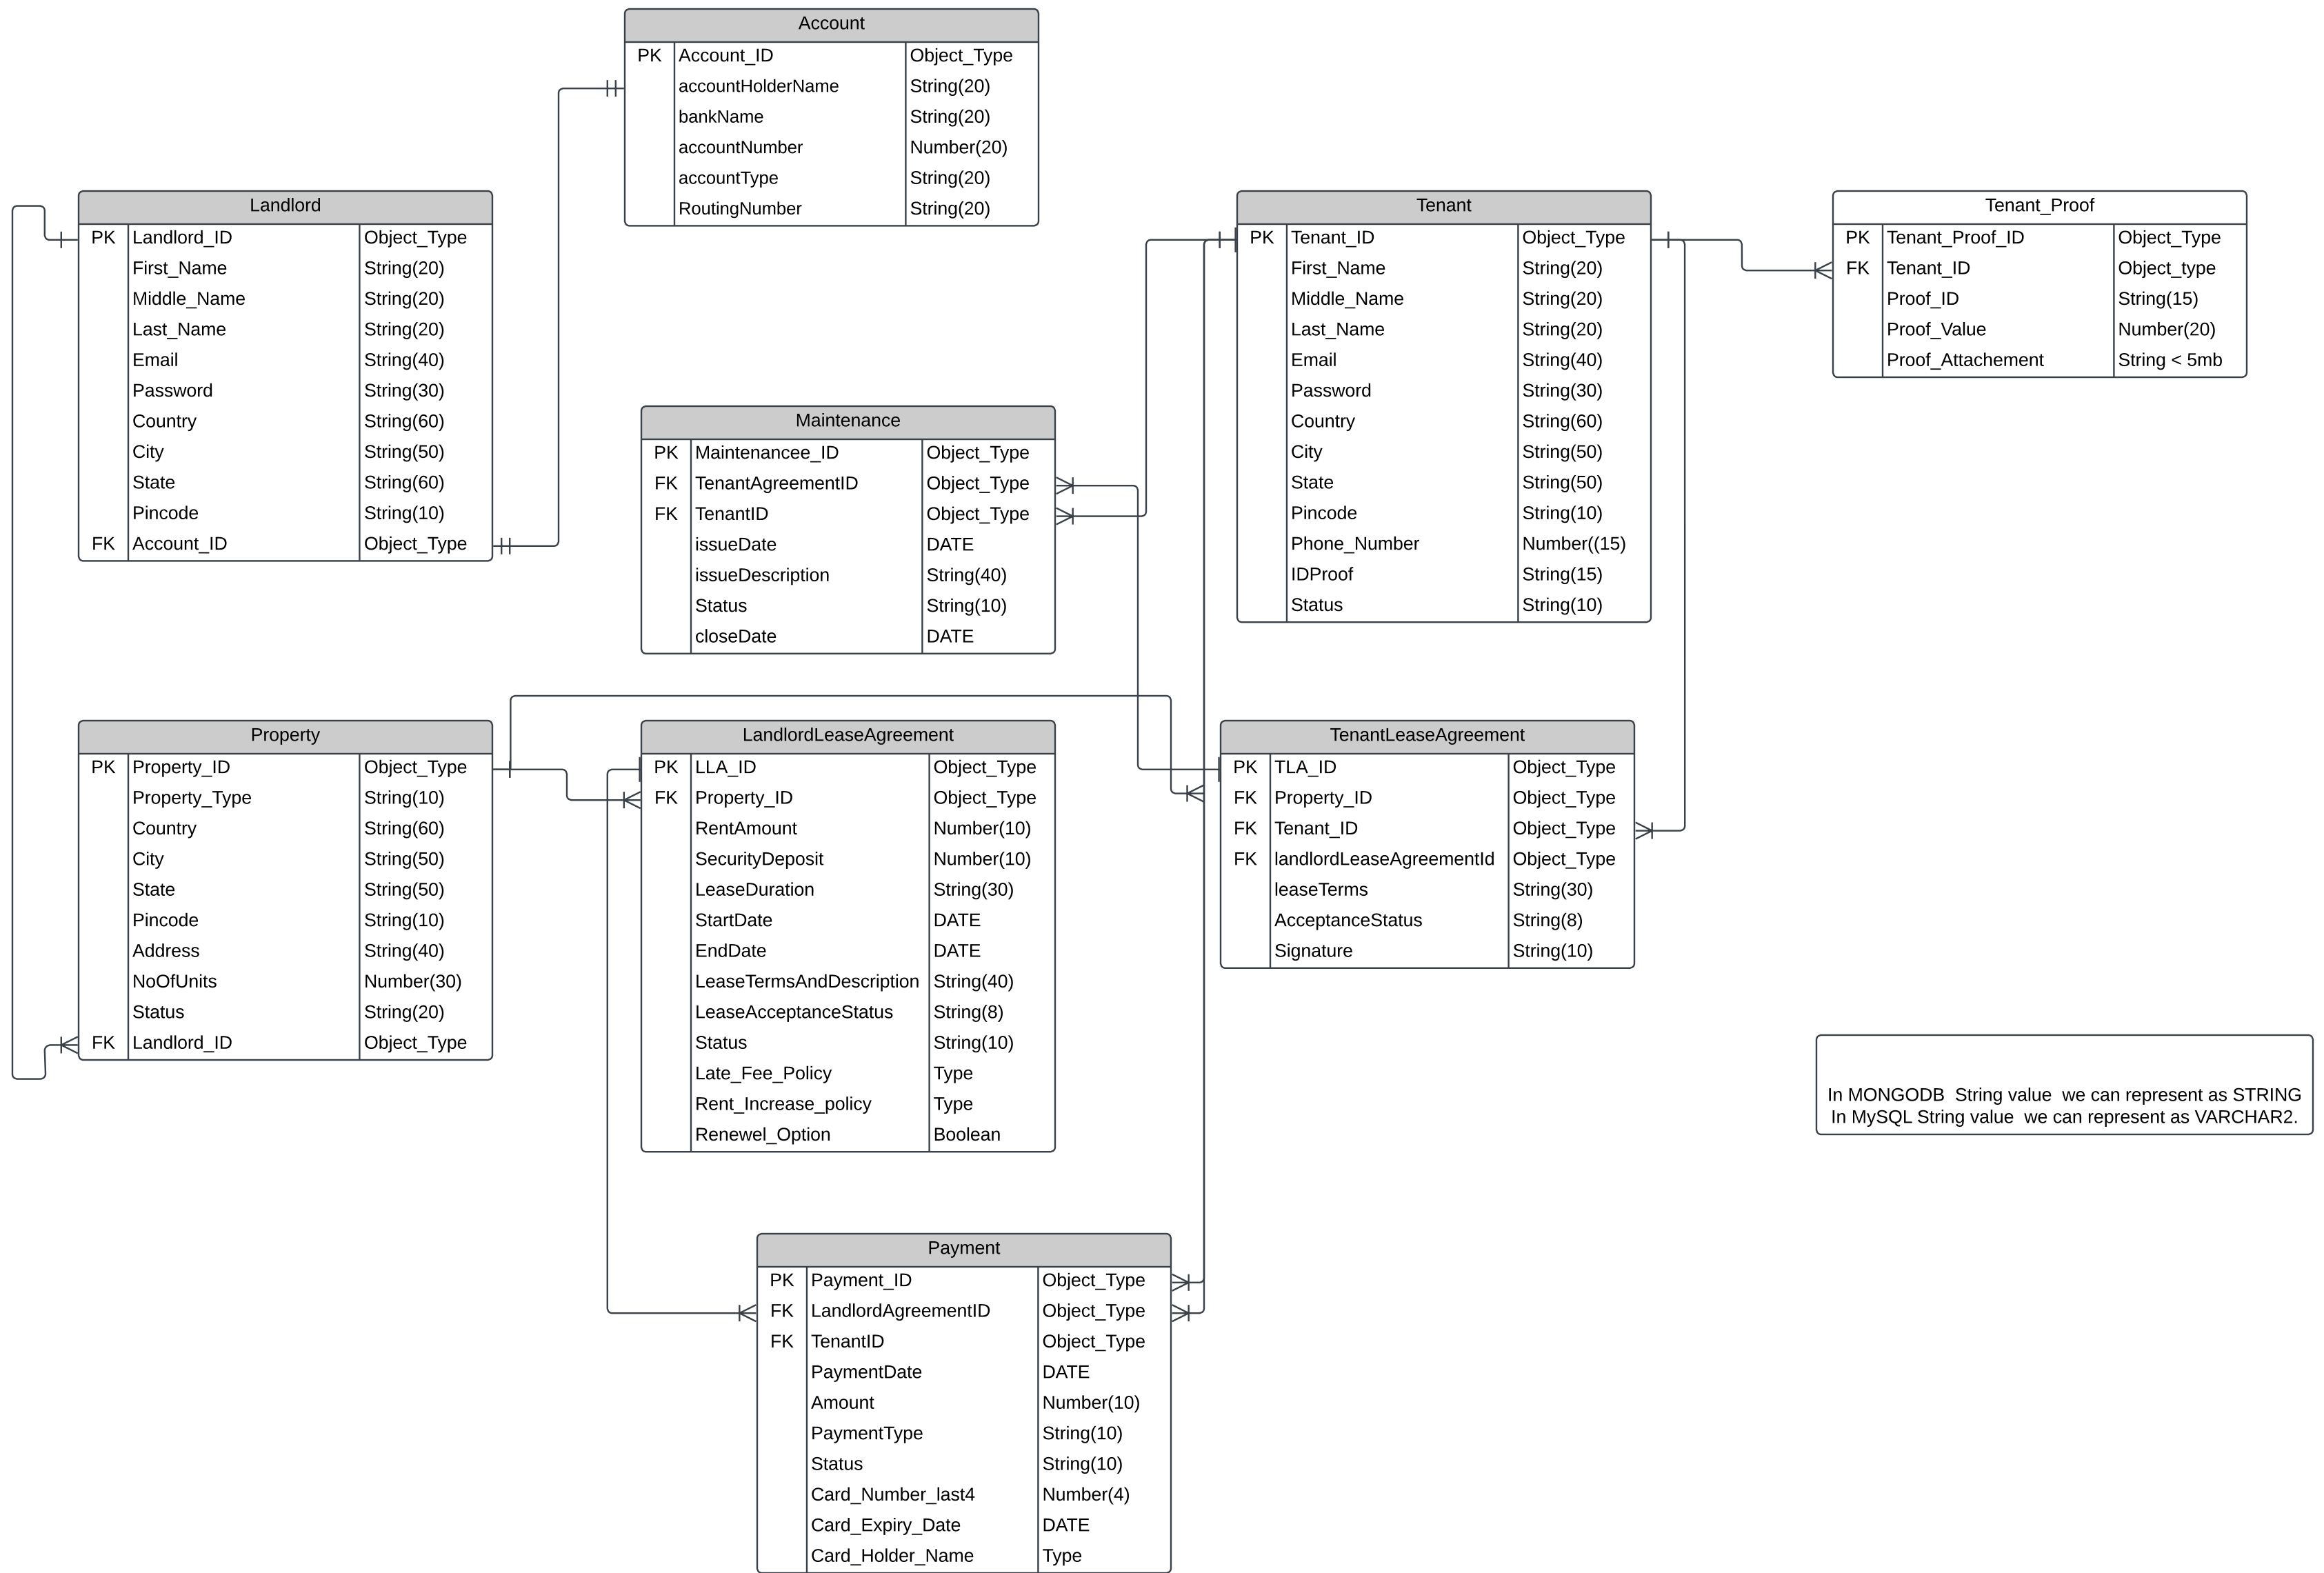 Account
PK Account_ID Object_Type
accountHolderName String(20)
bankName String(20)
accountNumber Number(20)
accountType String(20)
RoutingNumber String(20)
Landlord
PK Landlord_ID Object_Type
First_Name String(20)
Middle_Name String(20)
Last_Name String(20)
Email String(40)
Password String(30)
Country String(60)
City String(50)
State String(60)
Pincode String(10)
FK Account_ID Object_Type
Tenant
PK Tenant_ID Object_Type
First_Name String(20)
Middle_Name String(20)
Last_Name String(20)
Email String(40)
Password String(30)
Country String(60)
City String(50)
State String(50)
Pincode String(10)
Phone_Number Number((15)
IDProof String(15)
Status String(10)
Tenant_Proof
PK Tenant_Proof_ID Object_Type
FK Tenant_ID Object_type
Proof_ID String(15)
Proof_Value Number(20)
Proof_Attachement String < 5mb
Maintenance
PK Maintenancee_ID Object_Type
FK TenantAgreementID Object_Type
FK TenantID Object_Type
issueDate DATE
issueDescription String(40)
Status String(10)
closeDate DATE
Property
PK Property_ID Object_Type
Property_Type String(10)
Country String(60)
City String(50)
State String(50)
Pincode String(10)
Address String(40)
NoOfUnits Number(30)
Status String(20)
FK Landlord_ID Object_Type
LandlordLeaseAgreement
PK LLA_ID Object_Type
FK Property_ID Object_Type
RentAmount Number(10)
SecurityDeposit Number(10)
LeaseDuration String(30)
StartDate DATE
EndDate DATE
LeaseTermsAndDescription String(40)
LeaseAcceptanceStatus String(8)
Status String(10)
Late_Fee_Policy Type
Rent_Increase_policy Type
Renewel_Option Boolean
TenantLeaseAgreement
PK TLA_ID Object_Type
FK Property_ID Object_Type
FK Tenant_ID Object_Type
FK landlordLeaseAgreementId Object_Type
leaseTerms String(30)
AcceptanceStatus String(8)
Signature String(10)
In MONGODB String value we can represent as STRING
In MySQL String value we can represent as VARCHAR2.
Payment
PK Payment_ID Object_Type
FK LandlordAgreementID Object_Type
FK TenantID Object_Type
PaymentDate DATE
Amount Number(10)
PaymentType String(10)
Status String(10)
Card_Number_last4 Number(4)
Card_Expiry_Date DATE
Card_Holder_Name Type